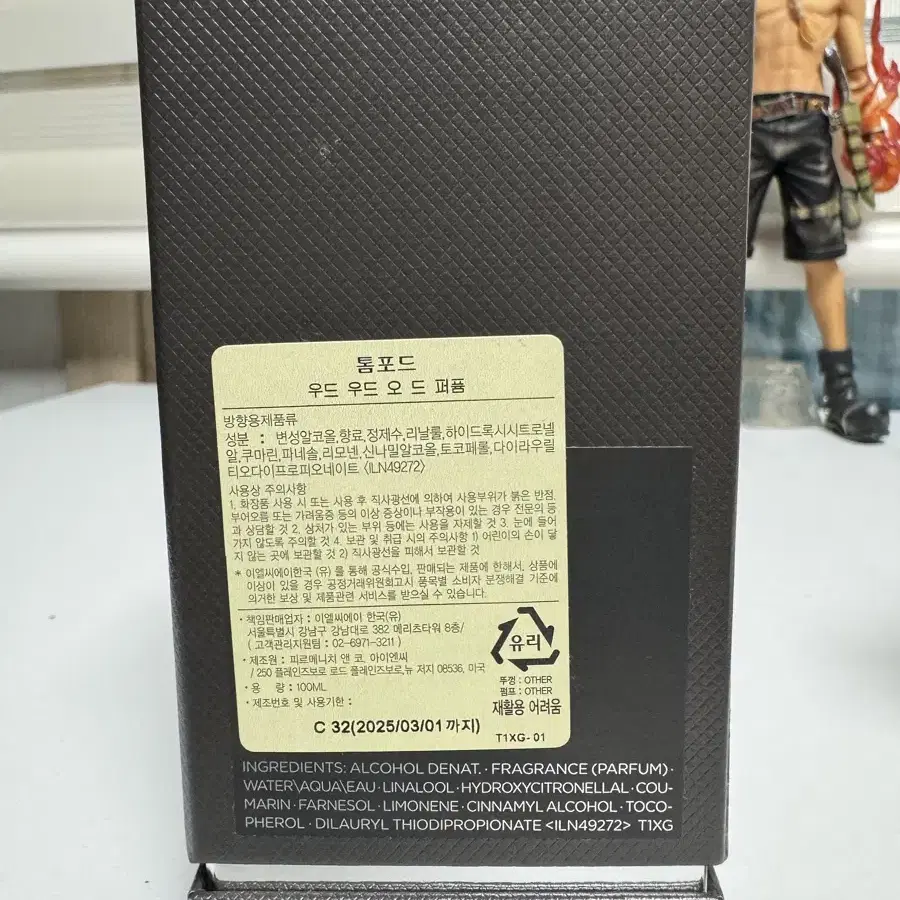 톰포드
우드 우드 오 드 퍼퓸
방향용제품류
성분 : 변성알코올,향료,정제수,리날룰,하이드록시시트로넬
알,쿠마린,파네솔,리모넨,신나밀알코올,토코페롤,다이라우릴
티오다이프로피오네이트 〈ILN49272〉
사용상 주의사항
1. 화장품 사용 시 또는 사용 후 직사광선에 의하여 사용부위가 붉은 반점,
부어오름 또는 가려움증 등의 이상 증상이나 부작용이 있는 경우 전문의 등
과 상담할 것 2. 상처가 있는 부위 등에는 사용을 자제할 것 3. 눈에 들어
가지 않도록 주의할 것 4. 보관 및 취급 시의 주의사항 1) 어린이의 손이 닿
지 않는 곳에 보관할 것 2) 직사광선을 피해서 보관할 것
* 이엘씨에이한국 (유) 를 통해 공식수입, 판매되는 제품에 한해서, 상품에
이상이 있을 경우 공정거래위원회고시 품목별 소비자 분쟁해결 기준에
의거한 보상 및 제품관련 서비스를 받으실 수 있습니다.
· 책임판매업자 : 이엘씨에이 한국(유)
서울특별시 강남구 강남대로 382 메리츠타워 8층/
( 고객관리지원팀 : 02-6971-3211 )
· 제조원 : 피르메니치 앤 코. 아이엔씨
/ 250 플레인즈보로 로드 플레인즈보로,뉴 저지 08536, 미국
· 용 량 : 100ML
· 제조번호 및 사용기한 :
C 32(2025/03/01까지)
유리
뚜껑 : OTHER
펌프 : OTHER
재활용 어려움
T1XG-01
INGREDIENTS: ALCOHOL DENAT. · FRAGRANCE (PARFUM) ·
WATER\AQUA\EAU · LINALOOL · HYDROXYCITRONELLAL · COU-
MARIN · FARNESOL · LIMONENE · CINNAMYL ALCOHOL · TOCO-
PHEROL · DILAURYL THIODIPROPIONATE <ILN49272> T1XG